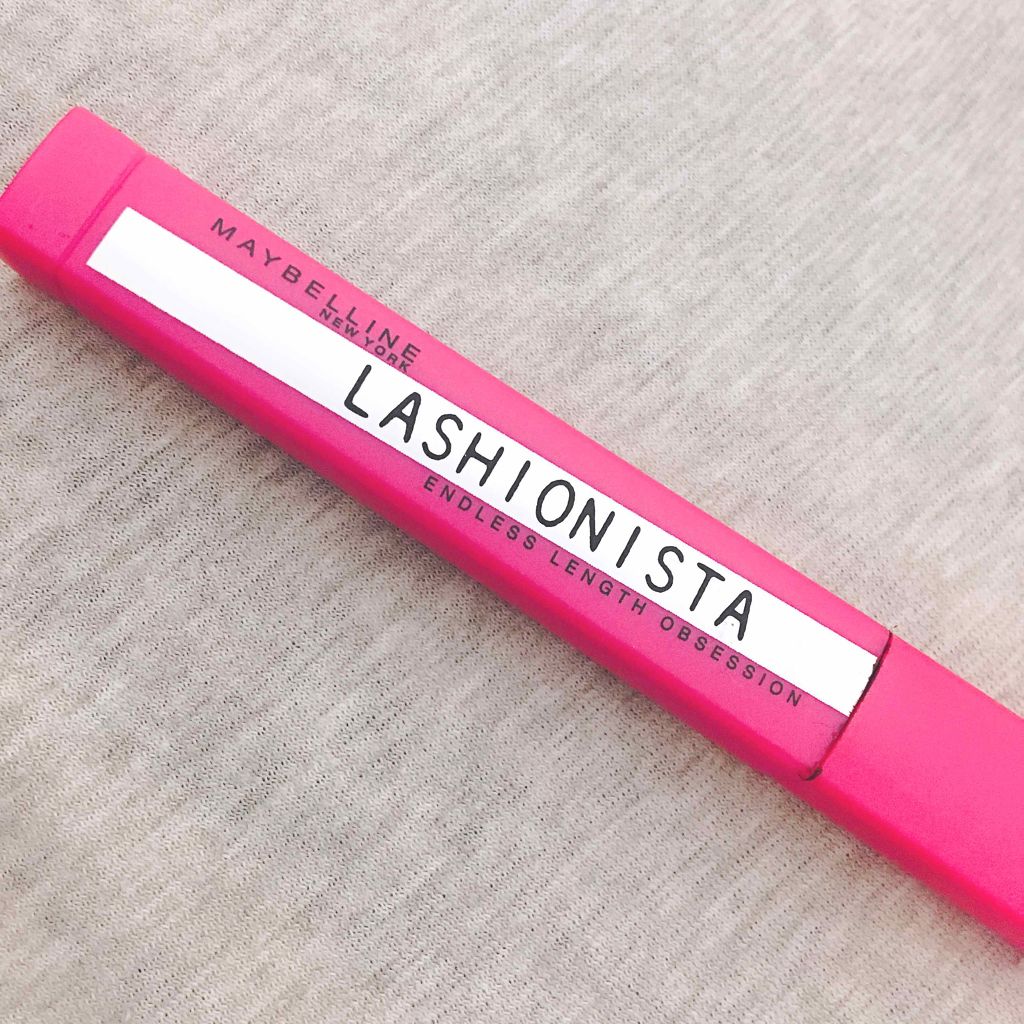 MAYBELLINE
NEW YORK
LASHIONISTA
ENDLESS LENGTH OBSESSION